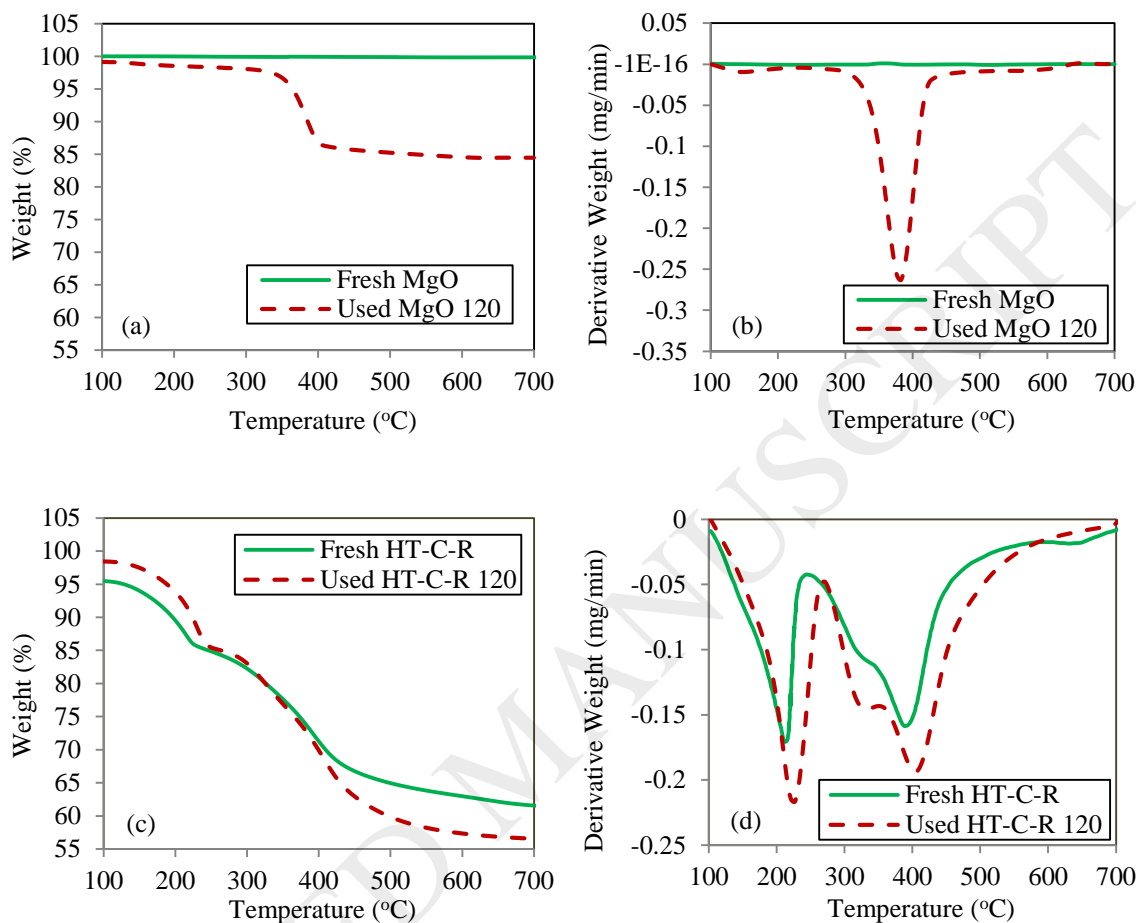 105
100
95
90
85
80
75
70
65
60
55
Weight (%)
Fresh MgO
Used MgO 120
(a)
100 200 300 400 500 600 700
Temperature (°C)
0.05
-1E-16
-0.05
-0.1
-0.15
-0.2
-0.25
-0.3
-0.35
Derivative Weight (mg/min)
Fresh MgO
Used MgO 120
(b)
100 200 300 400 500 600 700
Temperature (°C)
105
100
95
90
85
80
75
70
65
60
55
Weight (%)
Fresh HT-C-R
Used HT-C-R 120
(c)
100 200 300 400 500 600 700
Temperature (°C)
0
-0.05
-0.1
-0.15
-0.2
-0.25
Derivative Weight (mg/min)
Fresh HT-C-R
Used HT-C-R 120
(d)
100 200 300 400 500 600 700
Temperature (°C)
ED MANUSCRIPT